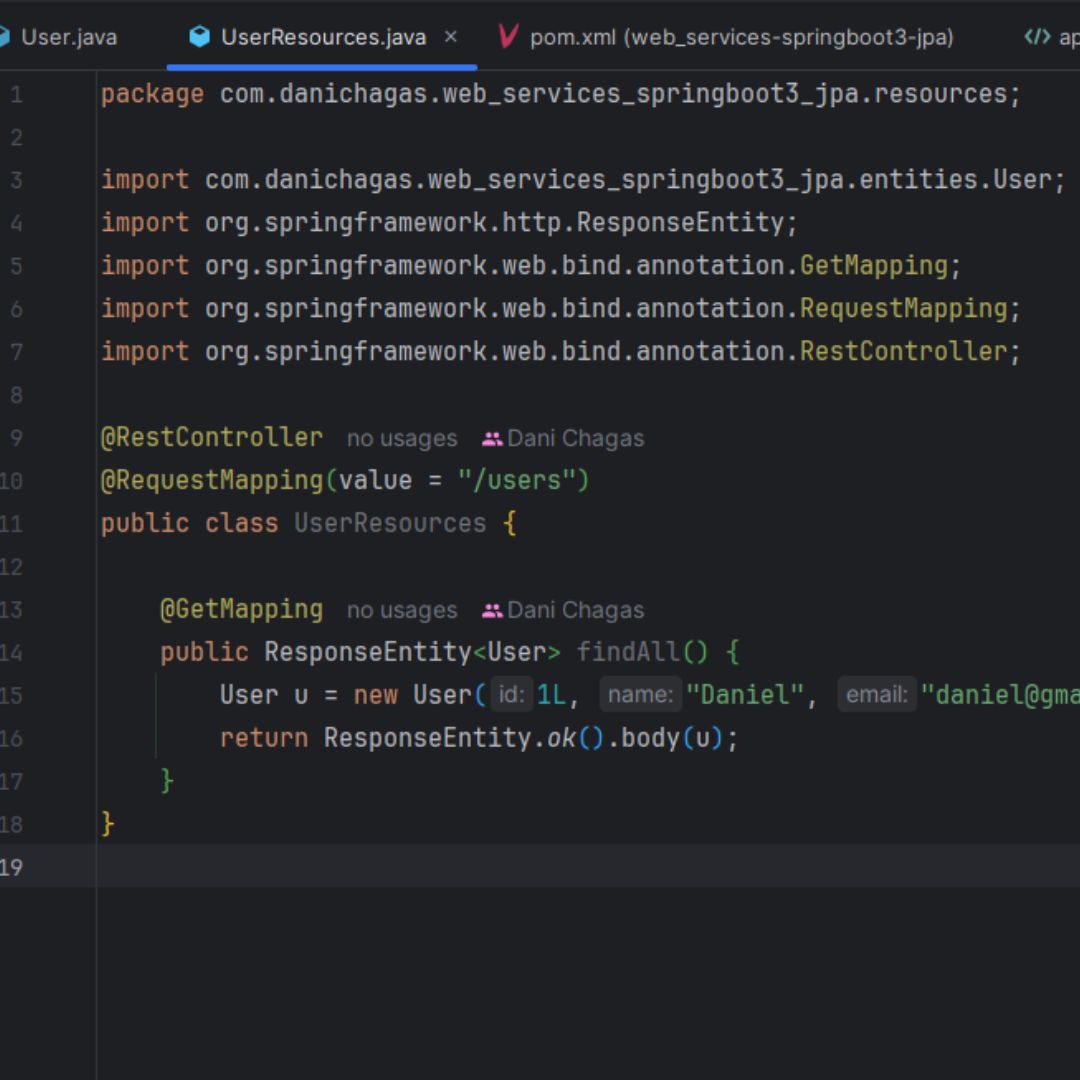 User.java UserResources.java × pom.xml (web_services-springboot3-jpa) </>
1 package com.danichagas.web_services_springboot3_jpa.resources;
2
3 import com.danichagas.web_services_springboot3_jpa.entities.User;
4 import org.springframework.http.ResponseEntity;
5 import org.springframework.web.bind.annotation.GetMapping;
6 import org.springframework.web.bind.annotation.RequestMapping;
7 import org.springframework.web.bind.annotation.RestController;
8
9 @RestController no usages Dani Chagas
10 @RequestMapping(value = "/users")
11 public class UserResources {
12
13 @GetMapping no usages Dani Chagas
14 public ResponseEntity<User> findAll() {
15 User u = new User( id: 1L, name: "Daniel", email: "daniel@gma
16 return ResponseEntity.ok().body(u);
17 }
18 }
19